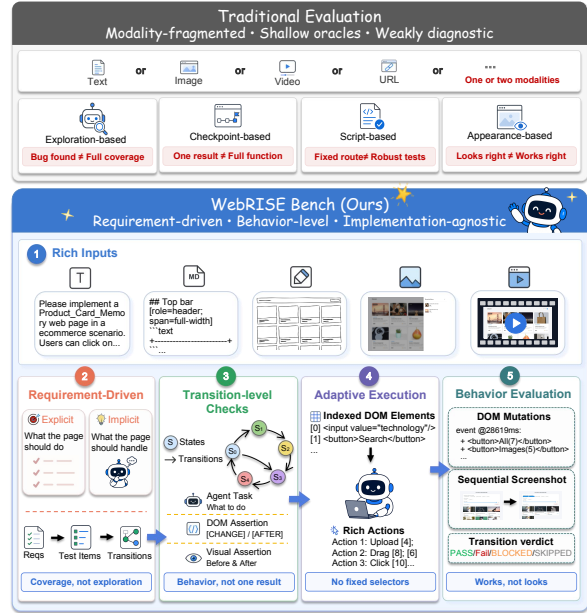 Traditional Evaluation
Modality-fragmented • Shallow oracles • Weakly diagnostic
Text
or
Image
or
Video
or
URL
or
...
One or two modalities
Exploration-based
Bug found ≠ Full coverage
Checkpoint-based
One result ≠ Full function
Script-based
Fixed route≠ Robust tests
Appearance-based
Looks right ≠ Works right
WebRISE Bench (Ours)
Requirement-driven • Behavior-level • Implementation-agnostic
1 Rich Inputs
T
MD
Please implement a
Product_Card_Memo
ry web page in a
ecommerce scenario.
Users can click on...
## Top bar
[role=header;
span=full-width]
```text
+-------------------------+
```
...
2
Requirement-Driven
Explicit
What the page
should do
Implicit
What the page
should handle
Reqs
Test Items
Transitions
Coverage, not exploration
3
Transition-level
Checks
S States
→ Transitions
S₀
S₁
S₂
S₃
S₄
Agent Task
What to do
DOM Assertion
[CHANGE] / [AFTER]
Visual Assertion
Before & After
Behavior, not one result
4
Adaptive Execution
Indexed DOM Elements
[0] <input value="technology"/>
[1] <button>Search</button>
...
Rich Actions
Action 1: Upload [4];
Action 2: Drag [8]; [6]
Action 3: Click [10]...
No fixed selectors
5
Behavior Evaluation
DOM Mutations
event @28619ms:
+ <button>All(7)</button>
+ <button>Images(5)</button>
...
Sequential Screenshot
Transition verdict
PASS/Fail/BLOCKED/SKIPPED
Works, not looks